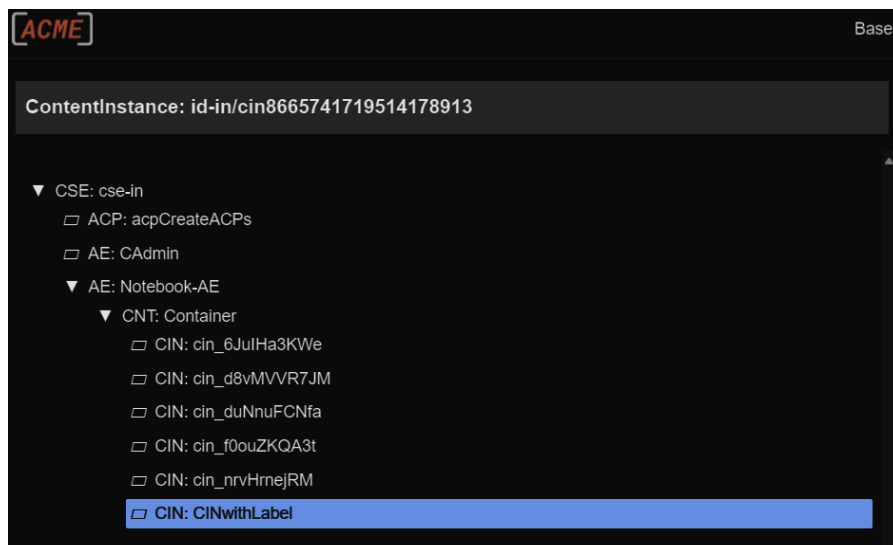 [ACME]
Base
ContentInstance: id-in/cin8665741719514178913
CSE: cse-in
ACP: acpCreateACPs
AE: CAdmin
AE: Notebook-AE
CNT: Container
CIN: cin_6JuIHa3KWe
CIN: cin_d8vMVVR7JM
CIN: cin_duNnuFCNfa
CIN: cin_f0ouZKQA3t
CIN: cin_nrvHrnejRM
CIN: CINwithLabel